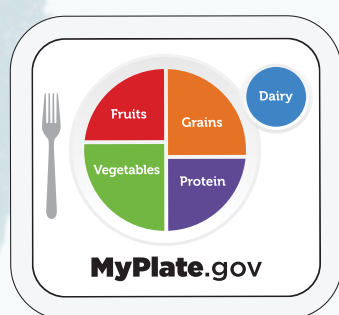 Dairy
Fruits
Grains
Vegetables
Protein
MyPlate.gov